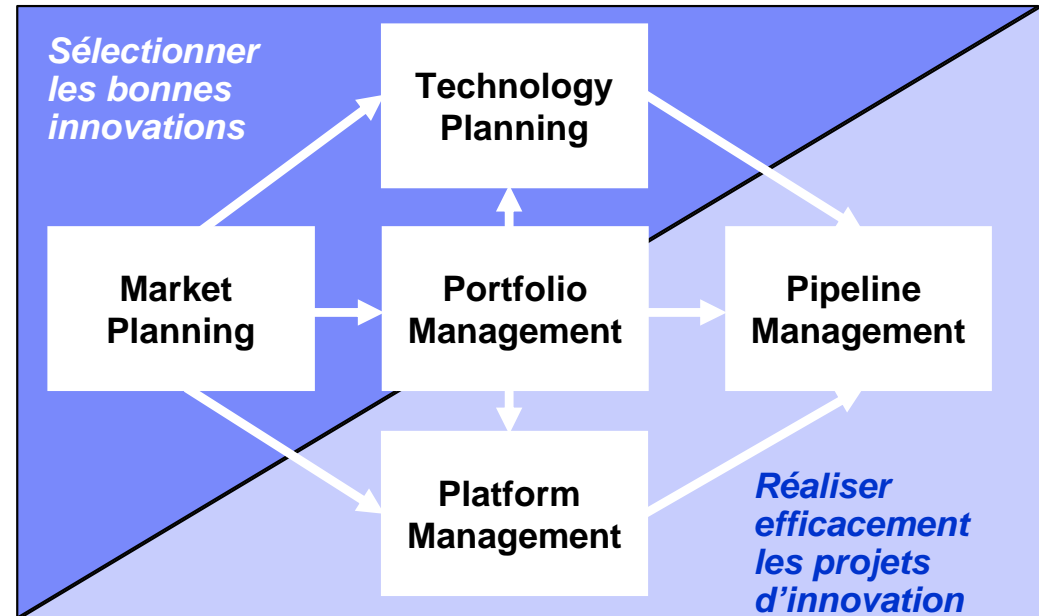 Sélectionner
les bonnes
innovations
Technology
Planning
Market
Planning
Portfolio
Management
Pipeline
Management
Platform
Management
Réaliser
efficacement
les projets
d'innovation